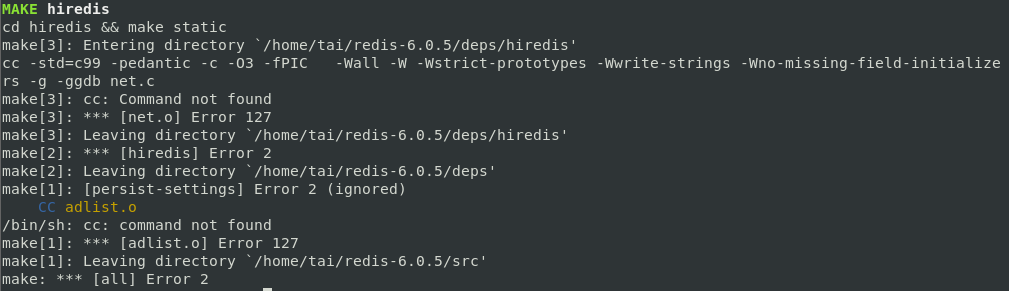 MAKE hiredis
cd hiredis && make static
make[3]: Entering directory `/home/tai/redis-6.0.5/deps/hiredis'
cc -std=c99 -pedantic -c -O3 -fPIC   -Wall -W -Wstrict-prototypes -Wwrite-strings -Wno-missing-field-initialize
rs -g -ggdb net.c
make[3]: cc: Command not found
make[3]: *** [net.o] Error 127
make[3]: Leaving directory `/home/tai/redis-6.0.5/deps/hiredis'
make[2]: *** [hiredis] Error 2
make[2]: Leaving directory `/home/tai/redis-6.0.5/deps'
make[1]: [persist-settings] Error 2 (ignored)
    CC adlist.o
/bin/sh: cc: command not found
make[1]: *** [adlist.o] Error 127
make[1]: Leaving directory `/home/tai/redis-6.0.5/src'
make: *** [all] Error 2